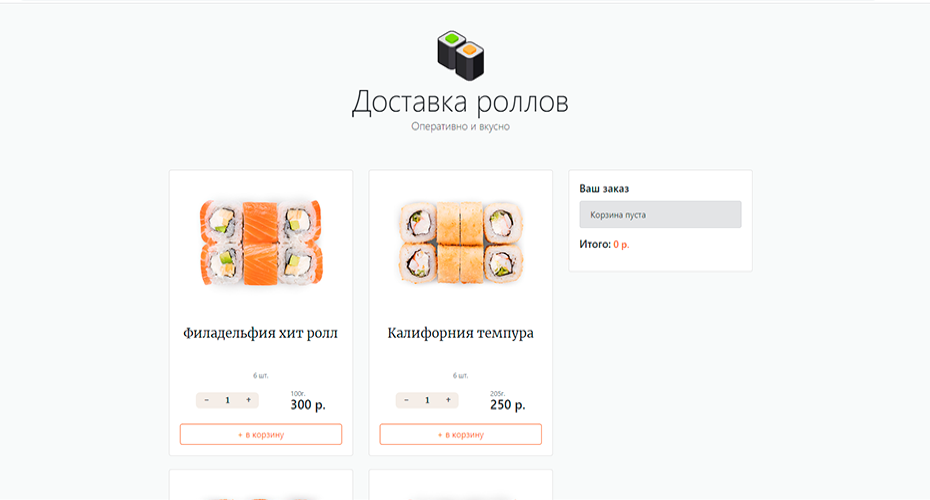 Доставка роллов
Оперативно и вкусно
Филадельфия хит ролл
6 шт.
- 1 +
100г.
300 р.
+ в корзину
Калифорния темпура
6 шт.
- 1 +
205г.
250 р.
+ в корзину
Ваш заказ
Корзина пуста
Итого: 0 р.